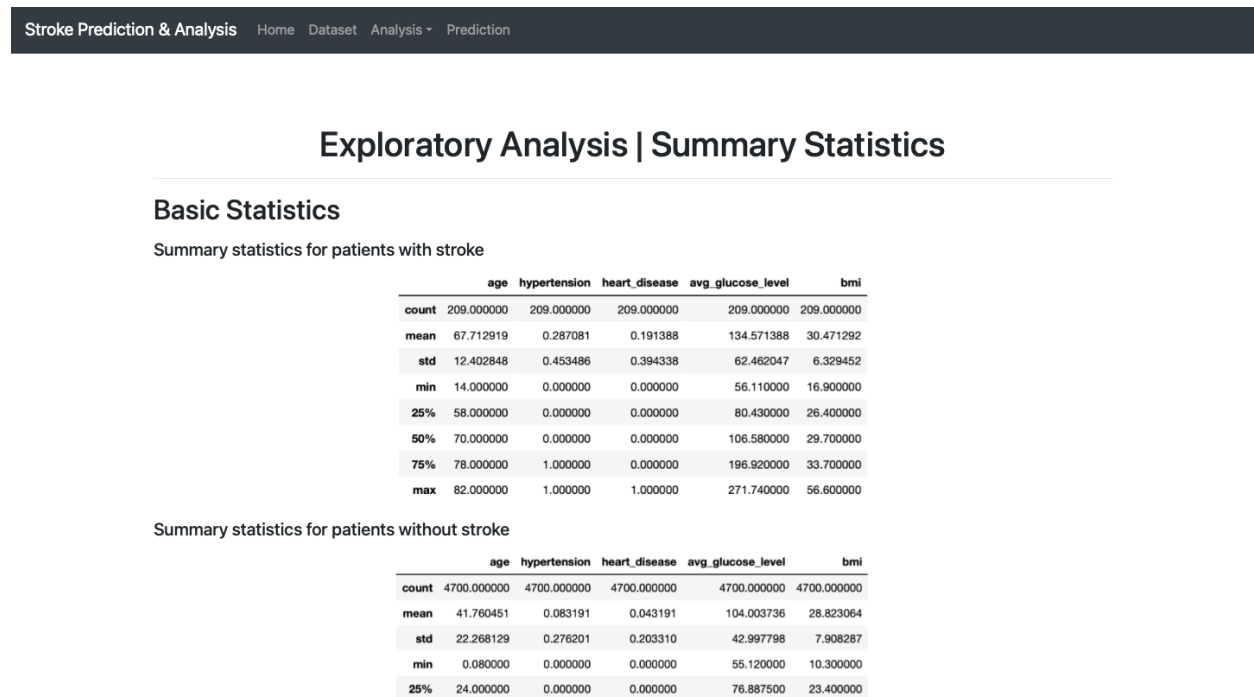 Stroke Prediction & Analysis Home Dataset Analysis Prediction
Exploratory Analysis | Summary Statistics
Basic Statistics
Summary statistics for patients with stroke
age hypertension heart_disease avg_glucose_level bmi
count 209.000000 209.000000 209.000000 209.000000 209.000000
mean 67.712919 0.287081 0.191388 134.571388 30.471292
std 12.402848 0.453486 0.394338 62.462047 6.329452
min 14.000000 0.000000 0.000000 56.110000 16.900000
25% 58.000000 0.000000 0.000000 80.430000 26.400000
50% 70.000000 0.000000 0.000000 106.580000 29.700000
75% 78.000000 1.000000 0.000000 196.920000 33.700000
max 82.000000 1.000000 1.000000 271.740000 56.600000
Summary statistics for patients without stroke
age hypertension heart_disease avg_glucose_level bmi
count 4700.000000 4700.000000 4700.000000 4700.000000 4700.000000
mean 41.760451 0.083191 0.043191 104.003736 28.823064
std 22.268129 0.276201 0.203310 42.997798 7.908287
min 0.080000 0.000000 0.000000 55.120000 10.300000
25% 24.000000 0.000000 0.000000 76.887500 23.400000